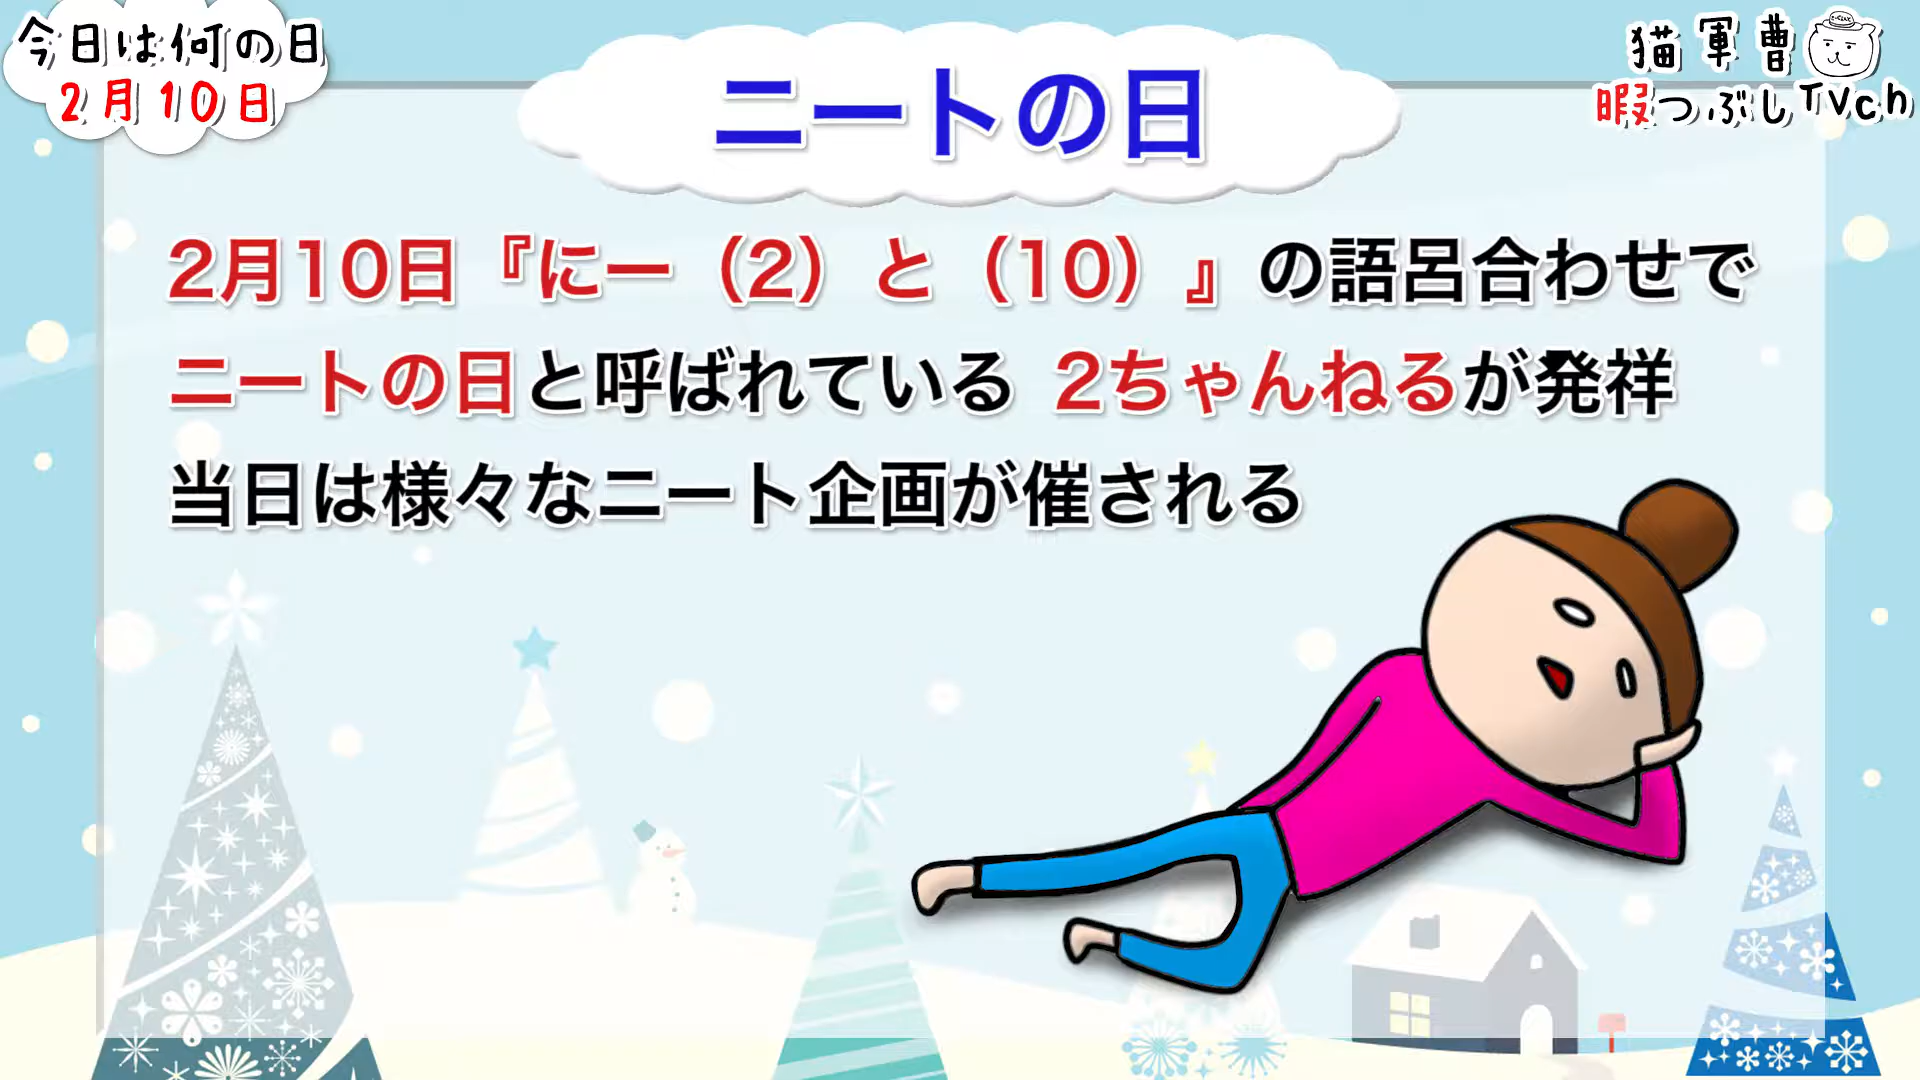 今日は何の日
2月10日
猫軍曹
暇つぶしTVch
ニートの日
2月10日『にー（2）と（10）』の語呂合わせで
ニートの日と呼ばれている 2ちゃんねるが発祥
当日は様々なニート企画が催される